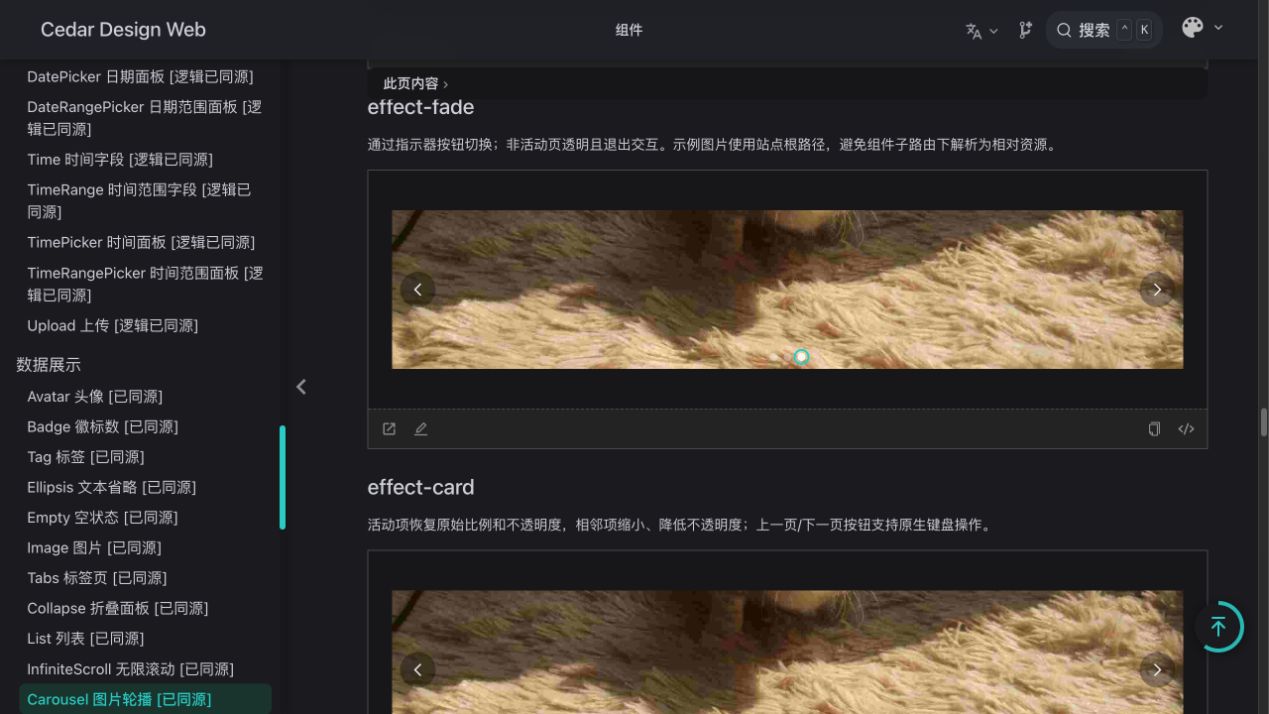 Cedar Design Web
组件
搜索
^
K
DatePicker 日期面板 [逻辑已同源]
DateRangePicker 日期范围面板 [逻
辑已同源]
Time 时间字段 [逻辑已同源]
TimeRange 时间范围字段 [逻辑已
同源]
TimePicker 时间面板 [逻辑已同源]
TimeRangePicker 时间范围面板 [逻
辑已同源]
Upload 上传 [逻辑已同源]
数据展示
Avatar 头像 [已同源]
Badge 徽标数 [已同源]
Tag 标签 [已同源]
Ellipsis 文本省略 [已同源]
Empty 空状态 [已同源]
Image 图片 [已同源]
Tabs 标签页 [已同源]
Collapse 折叠面板 [已同源]
List 列表 [已同源]
InfiniteScroll 无限滚动 [已同源]
Carousel 图片轮播 [已同源]
此页内容
effect-fade
通过指示器按钮切换；非活动页透明且退出交互。示例图片使用站点根路径，避免组件子路由下解析为相对资源。
effect-card
活动项恢复原始比例和不透明度，相邻项缩小、降低不透明度；上一页/下一页按钮支持原生键盘操作。